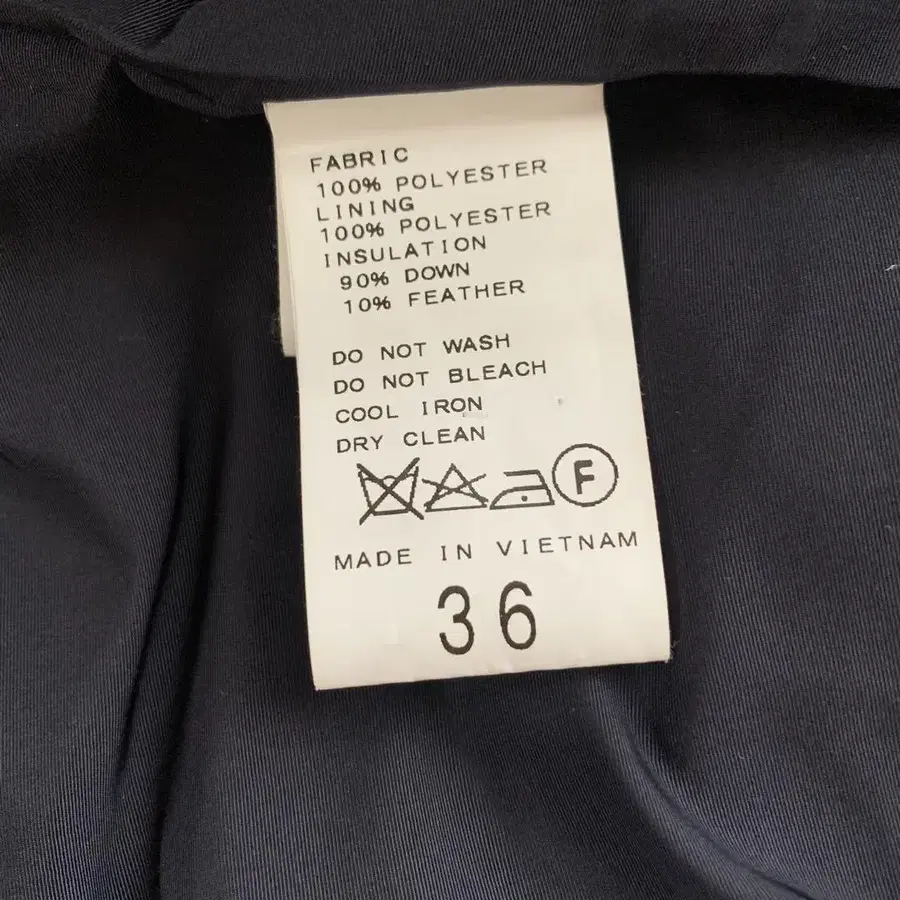 FABRIC
100% POLYESTER
LINING
100% POLYESTER
INSULATION
90% DOWN
10% FEATHER
DO NOT WASH
DO NOT BLEACH
COOL IRON
DRY CLEAN
F
MADE IN VIETNAM
36